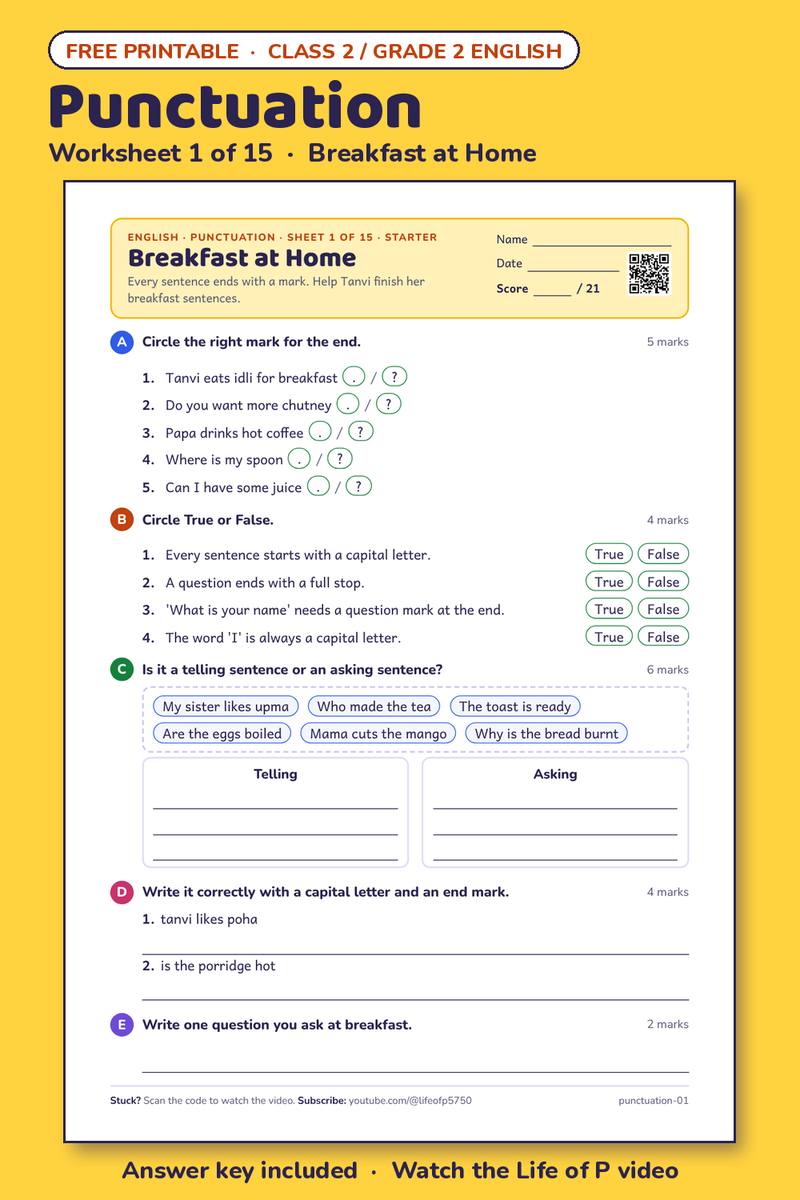 FREE PRINTABLE · CLASS 2 / GRADE 2 ENGLISH
Punctuation
Worksheet 1 of 15 · Breakfast at Home
ENGLISH · PUNCTUATION · SHEET 1 OF 15 · STARTER
Breakfast at Home
Every sentence ends with a mark. Help Tanvi finish her
breakfast sentences.
Name
Date
Score / 21
A Circle the right mark for the end. 5 marks
1. Tanvi eats idli for breakfast . / ?
2. Do you want more chutney . / ?
3. Papa drinks hot coffee . / ?
4. Where is my spoon . / ?
5. Can I have some juice . / ?
B Circle True or False. 4 marks
1. Every sentence starts with a capital letter. True False
2. A question ends with a full stop. True False
3. 'What is your name' needs a question mark at the end. True False
4. The word 'I' is always a capital letter. True False
C Is it a telling sentence or an asking sentence? 6 marks
My sister likes upma Who made the tea The toast is ready
Are the eggs boiled Mama cuts the mango Why is the bread burnt
Telling Asking
D Write it correctly with a capital letter and an end mark. 4 marks
1. tanvi likes poha
2. is the porridge hot
E Write one question you ask at breakfast. 2 marks
Stuck? Scan the code to watch the video. Subscribe: youtube.com/@lifeofp5750 punctuation-01
Answer key included · Watch the Life of P video